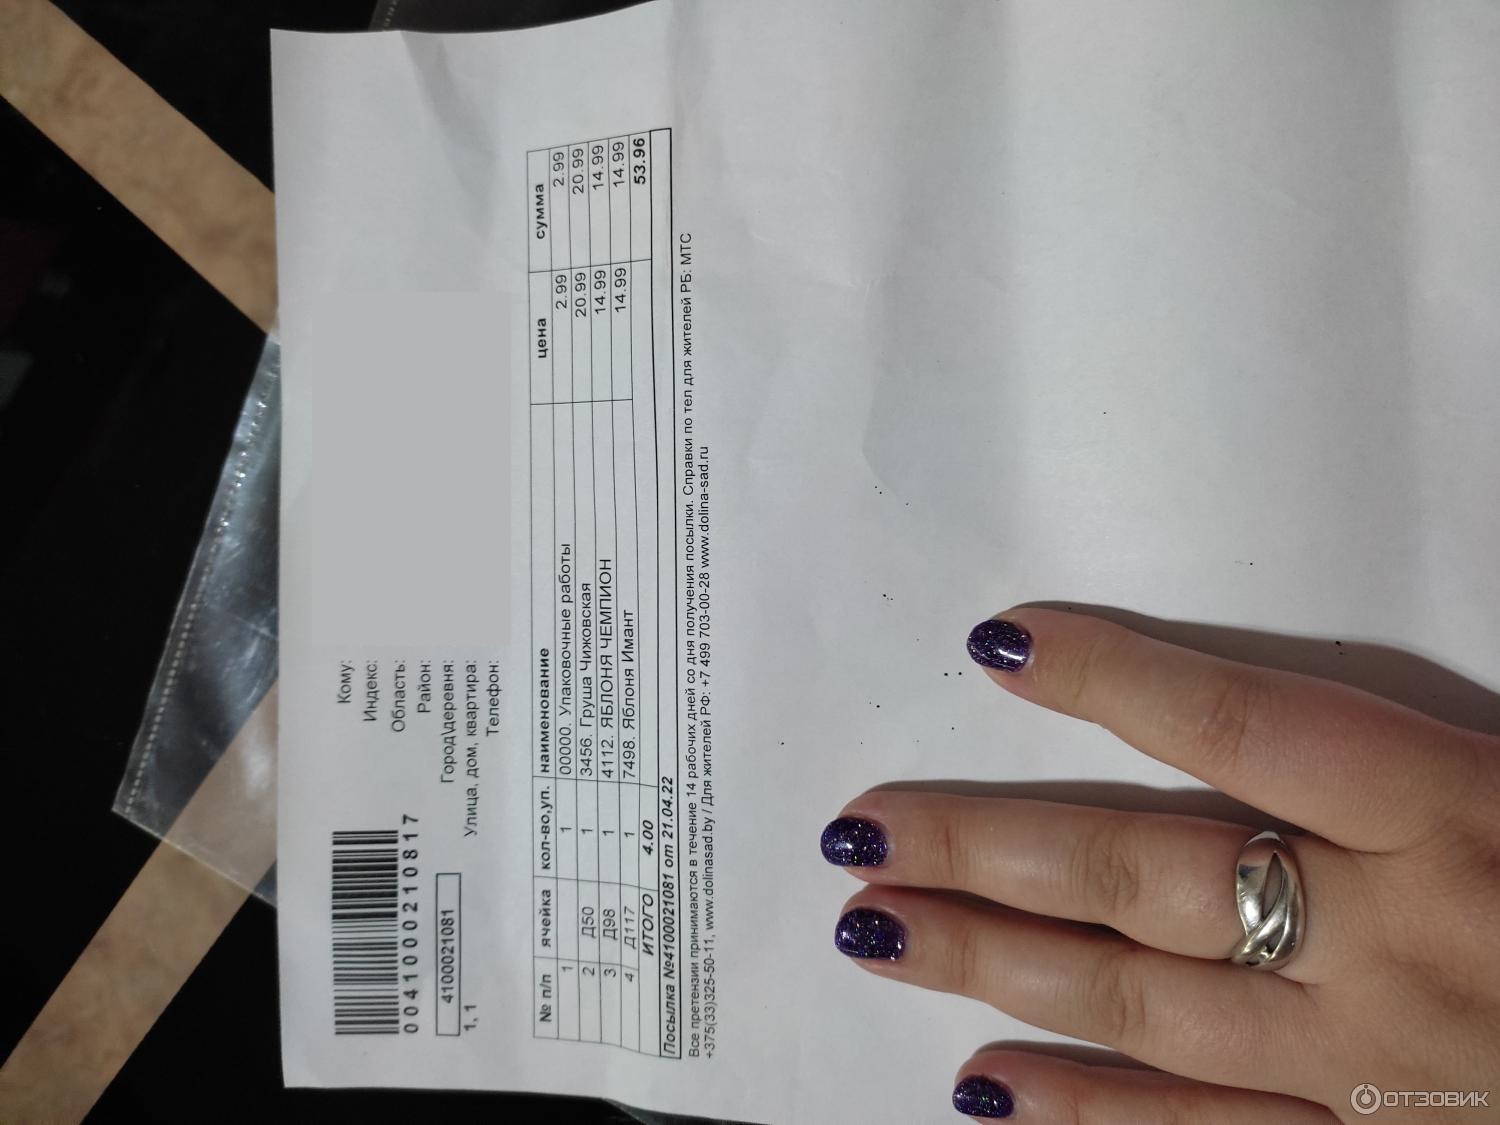 0041000210817
4100021081
1, 1
Кому:
Индекс:
Область:
Район:
Город\деревня:
Улица, дом, квартира:
Телефон:
№ п/п ячейка кол-во,уп. наименование цена сумма
1 1 00000. Упаковочные работы 2.99 2.99
2 Д50 1 3456. Груша Чижовская 20.99 20.99
3 Д98 1 4112. ЯБЛОНЯ ЧЕМПИОН 14.99 14.99
4 Д117 1 7498. Яблоня Имант 14.99 14.99
ИТОГО 4.00 53.96
Посылка №4100021081 от 21.04.22
Все претензии принимаются в течение 14 рабочих дней со дня получения посылки. Справки по тел для жителей РБ: МТС
+375(33)325-50-11, www.dolinasad.by / Для жителей РФ: +7 499 703-00-28 www.dolina-sad.ru
ОТЗОВИК